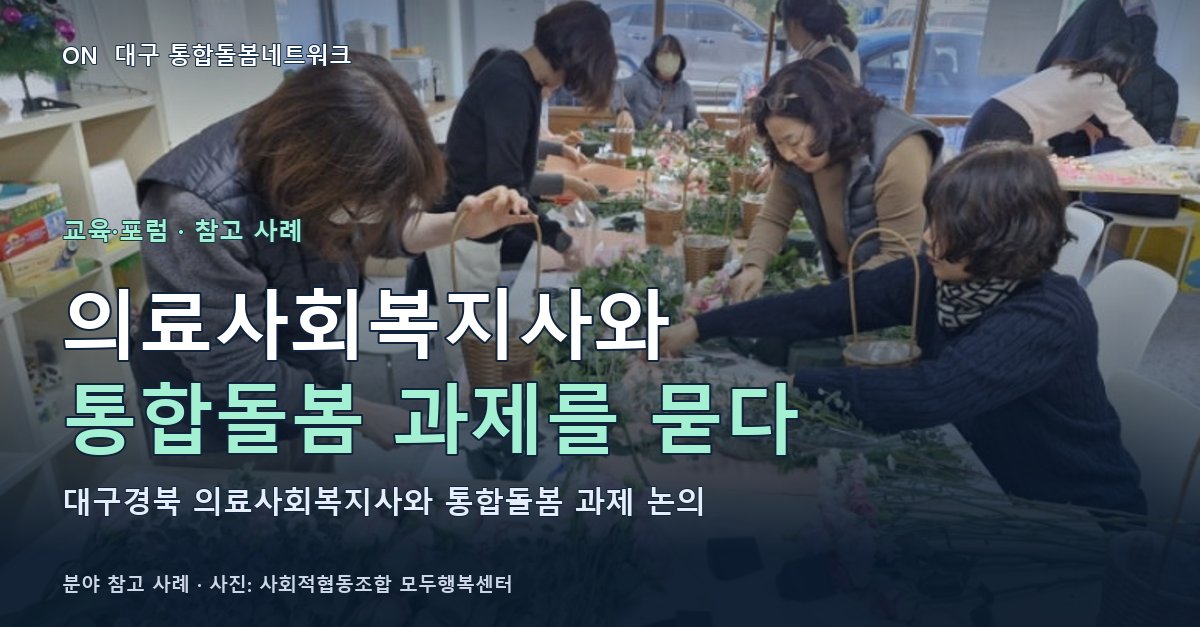 ON 대구 통합돌봄네트워크
교육·포럼 · 참고 사례
의료사회복지사와
통합돌봄 과제를 묻다
대구경북 의료사회복지사와 통합돌봄 과제 논의
분야 참고 사례 · 사진: 사회적협동조합 모두행복센터